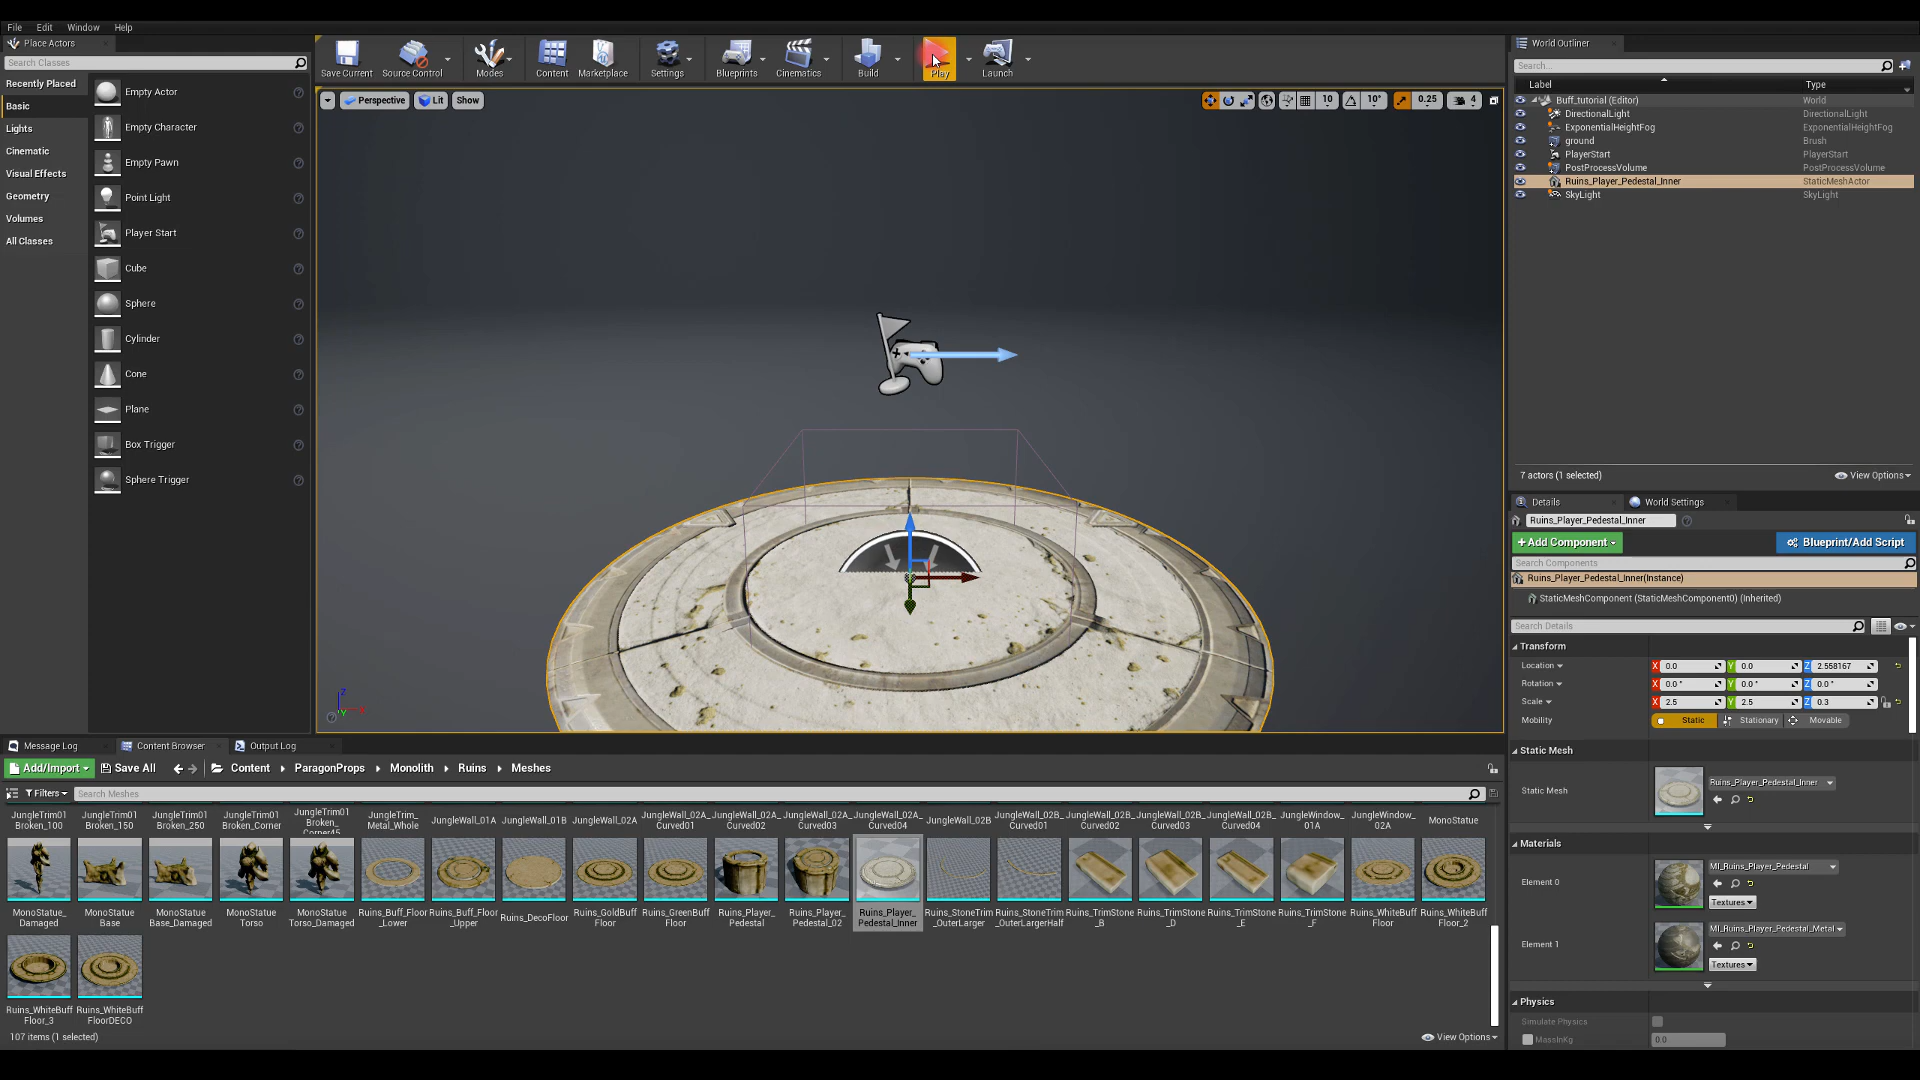 File Edit Window Help
Place Actors
Search Classes
Recently Placed
Basic
Lights
Cinematic
Visual Effects
Geometry
Volumes
All Classes
Empty Actor
Empty Character
Empty Pawn
Point Light
Player Start
Cube
Sphere
Cylinder
Cone
Plane
Box Trigger
Sphere Trigger
Save Current Source Control Modes Content Marketplace Settings Blueprints Cinematics Build Play Launch
Perspective Lit Show 10 10° 0.25 4
World Outliner
Search...
Label Type
Buff_tutorial (Editor) World
DirectionalLight DirectionalLight
ExponentialHeightFog ExponentialHeightFog
ground Brush
PlayerStart PlayerStart
PostProcessVolume PostProcessVolume
Ruins_Player_Pedestal_Inner StaticMeshActor
SkyLight SkyLight
7 actors (1 selected) View Options
Details World Settings
Ruins_Player_Pedestal_Inner
+Add Component Blueprint/Add Script
Search Components
Ruins_Player_Pedestal_Inner(Instance)
StaticMeshComponent (StaticMeshComponent0) (Inherited)
Search Details
Transform
Location X 0.0 Y 0.0 Z 2.558167
Rotation X 0.0 ° Y 0.0 ° Z 0.0 °
Scale X 2.5 Y 2.5 Z 0.3
Mobility Static Stationary Movable
Static Mesh
Static Mesh Ruins_Player_Pedestal_Inner
Materials
Element 0 MI_Ruins_Player_Pedestal
Textures
Element 1 MI_Ruins_Player_Pedestal_Metal
Textures
Physics
Simulate Physics
MassInKg 0.0
Message Log Content Browser Output Log
Add/Import Save All Content ParagonProps Monolith Ruins Meshes
Filters Search Meshes
JungleTrim01 Broken_100
JungleTrim01 Broken_150
JungleTrim01 Broken_250
JungleTrim01 Broken_Corner
JungleTrim01 Broken_ Corner45
JungleTrim_ Metal_Whole
JungleWall_01A
JungleWall_01B
JungleWall_02A
JungleWall_02A_ Curved01
JungleWall_02A_ Curved02
JungleWall_02A_ Curved03
JungleWall_02A_ Curved04
JungleWall_02B
JungleWall_02B_ Curved01
JungleWall_02B_ Curved02
JungleWall_02B_ Curved03
JungleWall_02B_ Curved04
JungleWindow_ 01A
JungleWindow_ 02A
MonoStatue
MonoStatue_ Damaged
MonoStatue Base
MonoStatue Base_Damaged
MonoStatue Torso
MonoStatue Torso_Damaged
Ruins_Buff_Floor _Lower
Ruins_Buff_Floor _Upper
Ruins_DecoFloor
Ruins_GoldBuff Floor
Ruins_GreenBuff Floor
Ruins_Player_ Pedestal
Ruins_Player_ Pedestal_02
Ruins_Player_ Pedestal_Inner
Ruins_StoneTrim _OuterLarger
Ruins_StoneTrim _OuterLargerHalf
Ruins_TrimStone _B
Ruins_TrimStone _D
Ruins_TrimStone _E
Ruins_TrimStone _F
Ruins_WhiteBuff Floor
Ruins_WhiteBuff Floor_2
Ruins_WhiteBuff Floor_3
Ruins_WhiteBuff FloorDECO
107 items (1 selected) View Options